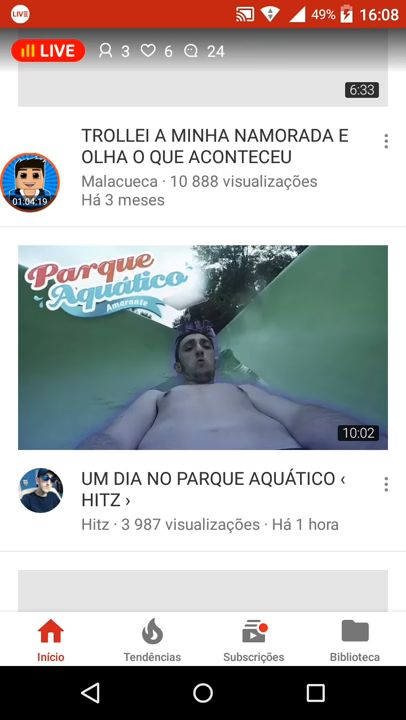 LIVE 49% 16:08
LIVE 3 6 24
6:33
TROLLEI A MINHA NAMORADA E
OLHA O QUE ACONTECEU
Malacueca · 10 888 visualizações
Há 3 meses
01:04:19
Parque
Aquático
Amarante
10:02
UM DIA NO PARQUE AQUÁTICO ‹
HITZ ›
Hitz · 3 987 visualizações · Há 1 hora
Início Tendências Subscrições Biblioteca